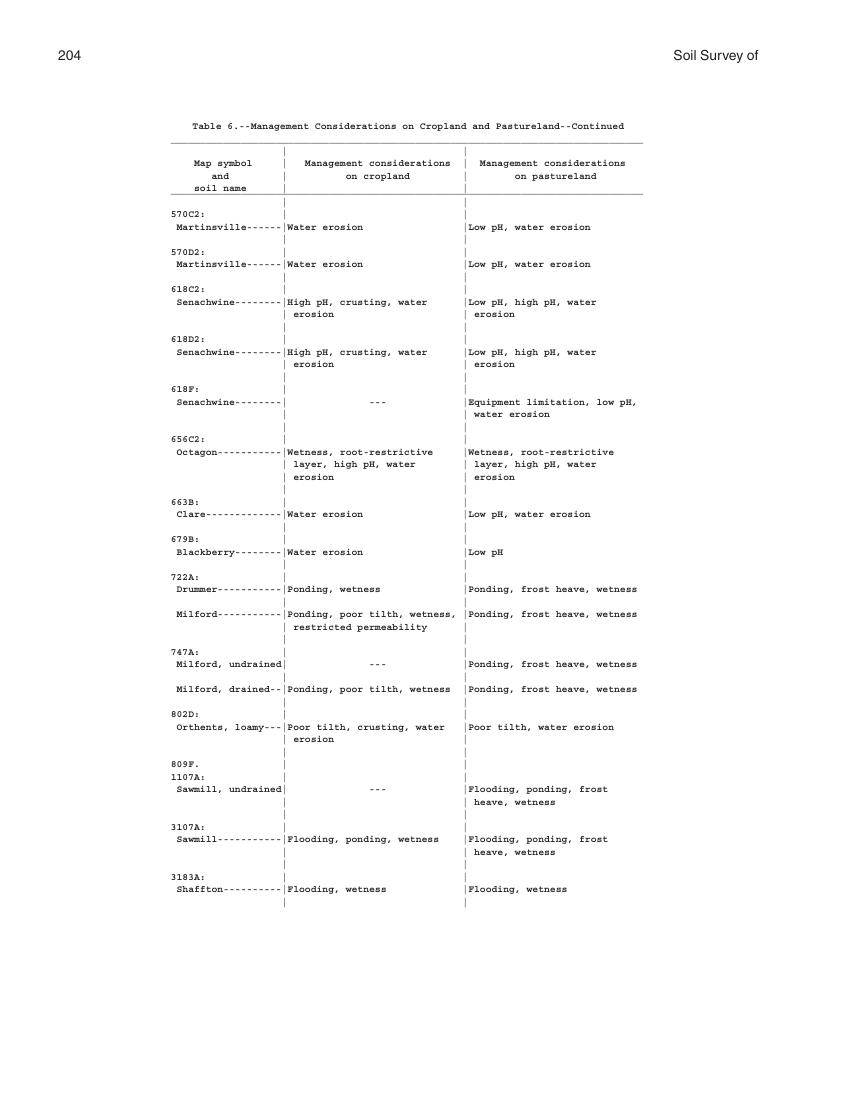 204
Soil Survey of
Table 6.--Management Considerations on Cropland and Pastureland--Continued
Map symbol | Management considerations | Management considerations
and | on cropland | on pastureland
soil name
570C2:
Martinsville------|Water erosion |Low pH, water erosion
570D2:
Martinsville------|Water erosion |Low pH, water erosion
618C2:
Senachwine--------|High pH, crusting, water |Low pH, high pH, water
erosion | erosion
618D2:
Senachwine--------|High pH, crusting, water |Low pH, high pH, water
erosion | erosion
618F:
Senachwine--------| --- |Equipment limitation, low pH,
water erosion
656C2:
Octagon-----------|Wetness, root-restrictive |Wetness, root-restrictive
layer, high pH, water | layer, high pH, water
erosion | erosion
663B:
Clare-------------|Water erosion |Low pH, water erosion
679B:
Blackberry--------|Water erosion |Low pH
722A:
Drummer-----------|Ponding, wetness |Ponding, frost heave, wetness
Milford-----------|Ponding, poor tilth, wetness, |Ponding, frost heave, wetness
restricted permeability
747A:
Milford, undrained| --- |Ponding, frost heave, wetness
Milford, drained--|Ponding, poor tilth, wetness |Ponding, frost heave, wetness
802D:
Orthents, loamy---|Poor tilth, crusting, water |Poor tilth, water erosion
erosion
809F.
1107A:
Sawmill, undrained| --- |Flooding, ponding, frost
heave, wetness
3107A:
Sawmill-----------|Flooding, ponding, wetness |Flooding, ponding, frost
heave, wetness
3183A:
Shaffton----------|Flooding, wetness |Flooding, wetness